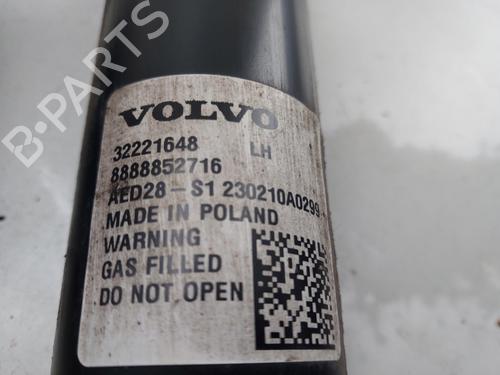 B-PARTS
VOLVO
32221648 LH
8888852716
AED28-S1 230210A0299
MADE IN POLAND
WARNING
GAS FILLED
DO NOT OPEN